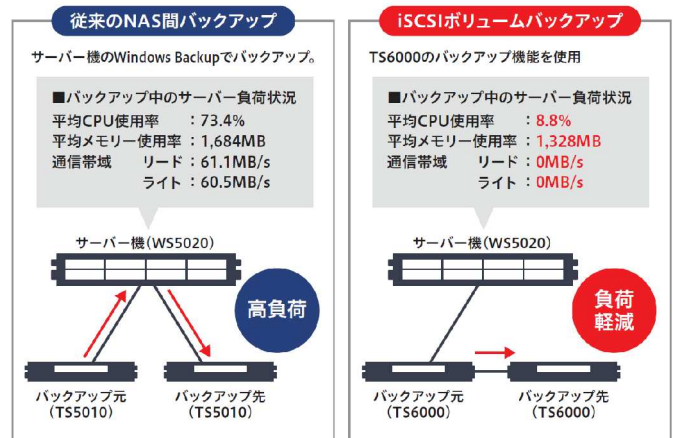 従来のNAS間バックアップ
サーバー機のWindows Backupでバックアップ。
■バックアップ中のサーバー負荷状況
平均CPU使用率 ：73.4%
平均メモリー使用率：1,684MB
通信帯域 リード：61.1MB/s
ライト：60.5MB/s
サーバー機（WS5020）
高負荷
バックアップ元
（TS5010）
バックアップ先
（TS5010）
iSCSIボリュームバックアップ
TS6000のバックアップ機能を使用
■バックアップ中のサーバー負荷状況
平均CPU使用率 ：8.8%
平均メモリー使用率：1,328MB
通信帯域 リード：0MB/s
ライト：0MB/s
サーバー機（WS5020）
負荷
軽減
バックアップ元
（TS6000）
バックアップ先
（TS6000）